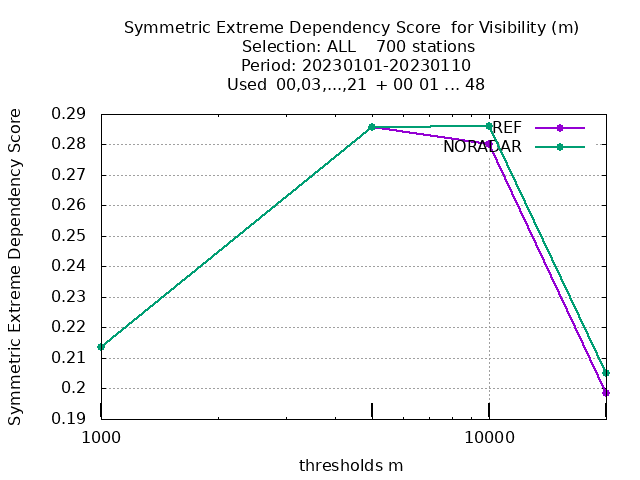 Symmetric Extreme Dependency Score  for Visibility (m)
Selection: ALL    700 stations
Period: 20230101-20230110
Used  00,03,...,21  + 00 01 ... 48
REF
NORADAR
Symmetric Extreme Dependency Score
0.29
0.28
0.27
0.26
0.25
0.24
0.23
0.22
0.21
0.2
0.19
1000
10000
thresholds m